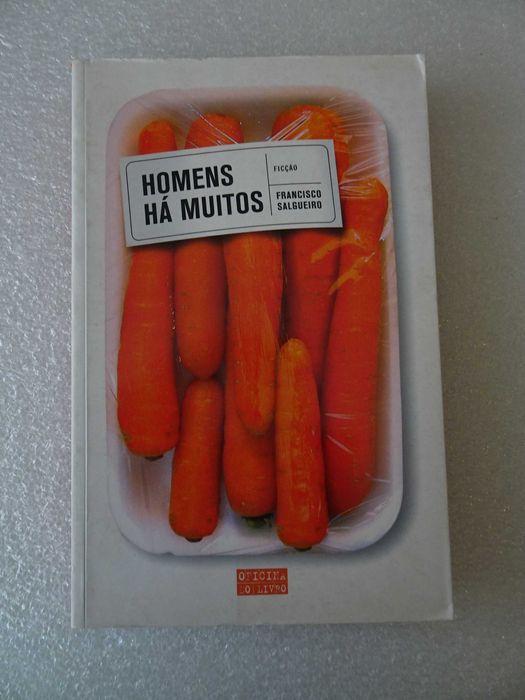 HOMENS
HÁ MUITOS
FICÇÃO
FRANCISCO
SALGUEIRO
OFICINA
DO LIVRO